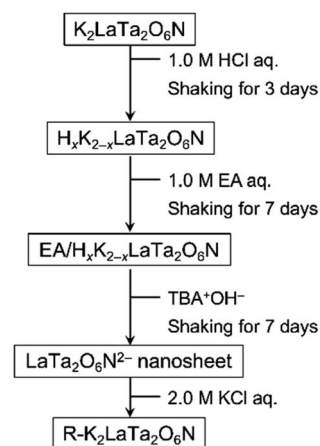 K₂LaTa₂O₆N
1.0 M HCl aq.
Shaking for 3 days
HₓK₂₋ₓLaTa₂O₆N
1.0 M EA aq.
Shaking for 7 days
EA/HₓK₂₋ₓLaTa₂O₆N
TBA⁺OH⁻
Shaking for 7 days
LaTa₂O₆N²⁻ nanosheet
2.0 M KCl aq.
R-K₂LaTa₂O₆N